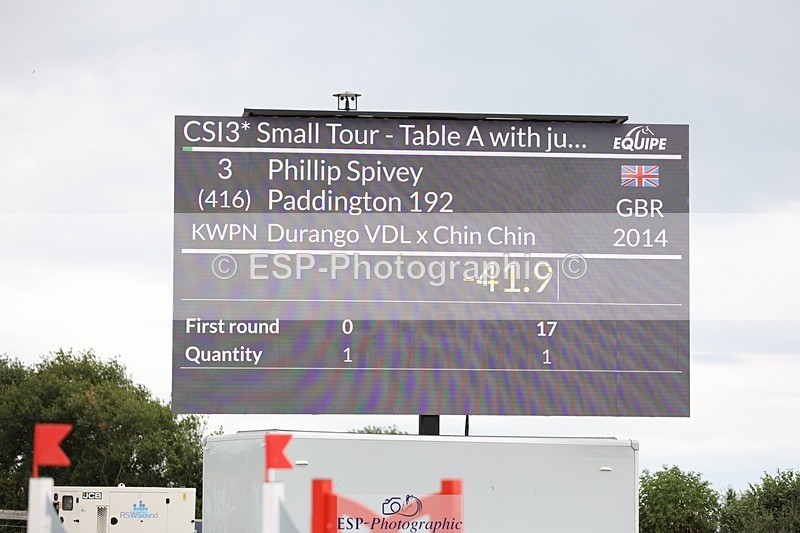 CSI3* Small Tour - Table A with ju... EQUIPE
3 Phillip Spivey
(416) Paddington 192 GBR
KWPN Durango VDL x Chin Chin 2014
© ESP-Photographic ©
-41.9
First round 0 17
Quantity 1 1
JCB
RSWSound
ESP-Photographic